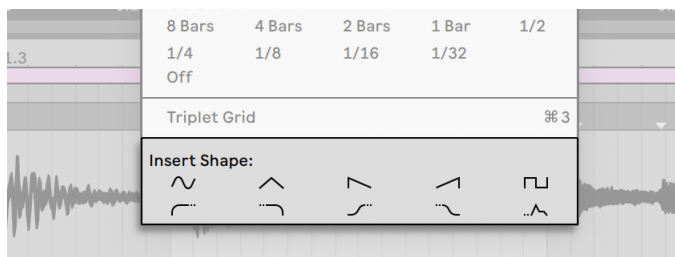 8 Bars 4 Bars 2 Bars 1 Bar 1/2
1.3
1/4 1/8 1/16 1/32
Off
Triplet Grid ⌘3
Insert Shape: